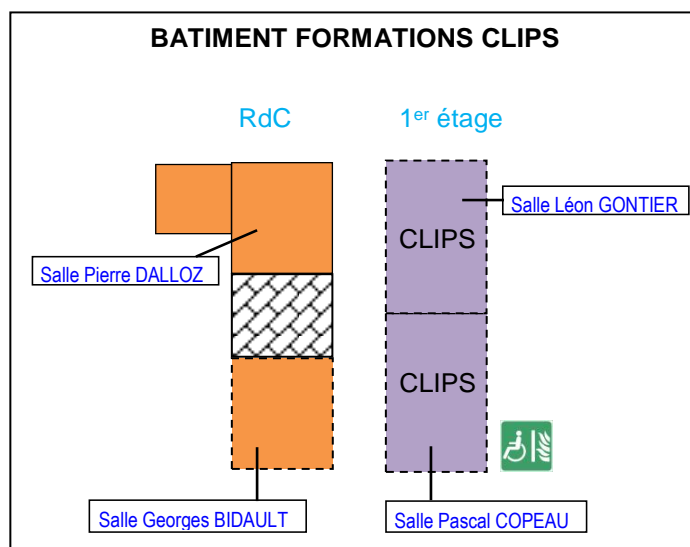 BATIMENT FORMATIONS CLIPS
RdC
1er étage
Salle Léon GONTIER
CLIPS
Salle Pierre DALLOZ
CLIPS
Salle Georges BIDAULT
Salle Pascal COPEAU